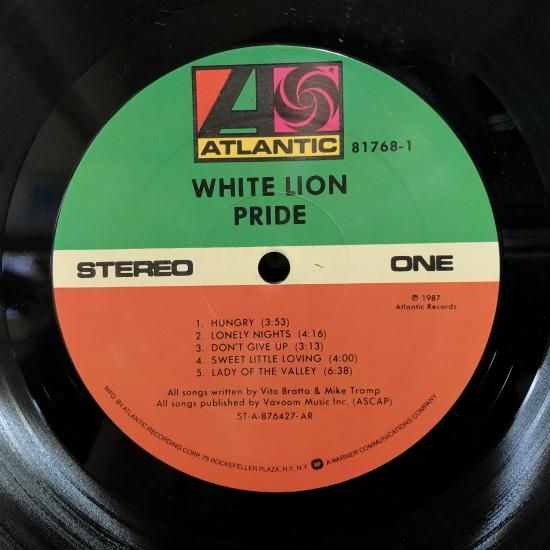 ATLANTIC
81768-1
WHITE LION
PRIDE
STEREO
ONE
℗ 1987
Atlantic Records
1. HUNGRY (3:53)
2. LONELY NIGHTS (4:16)
3. DON'T GIVE UP (3:13)
4. SWEET LITTLE LOVING (4:00)
5. LADY OF THE VALLEY (6:38)
All songs written by Vito Bratta & Mike Tramp
All songs published by Vavoom Music Inc. (ASCAP)
ST-A-876427-AR
MFG. BY ATLANTIC RECORDING CORP. 75 ROCKEFELLER PLAZA, N.Y., N.Y. A WARNER COMMUNICATIONS COMPANY